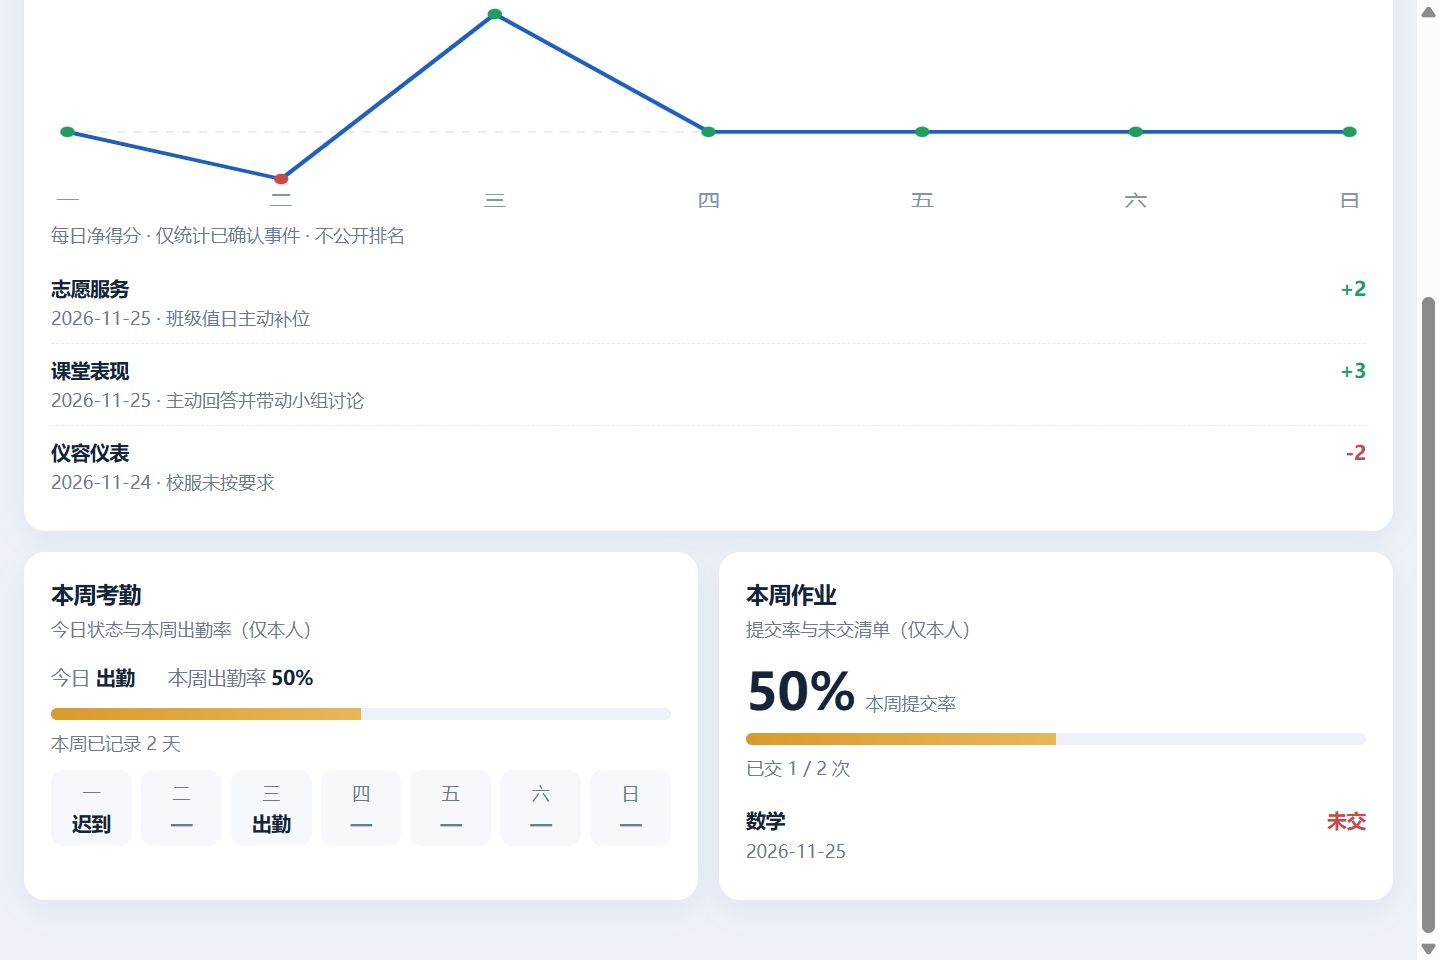 一 二 三 四 五 六 日
每日净得分 · 仅统计已确认事件 · 不公开排名
志愿服务 +2
2026-11-25 · 班级值日主动补位
课堂表现 +3
2026-11-25 · 主动回答并带动小组讨论
仪容仪表 -2
2026-11-24 · 校服未按要求
本周考勤
今日状态与本周出勤率（仅本人）
今日 出勤 本周出勤率 50%
本周已记录 2 天
一 二 三 四 五 六 日
迟到 — 出勤 — — — —
本周作业
提交率与未交清单（仅本人）
50% 本周提交率
已交 1 / 2 次
数学 未交
2026-11-25